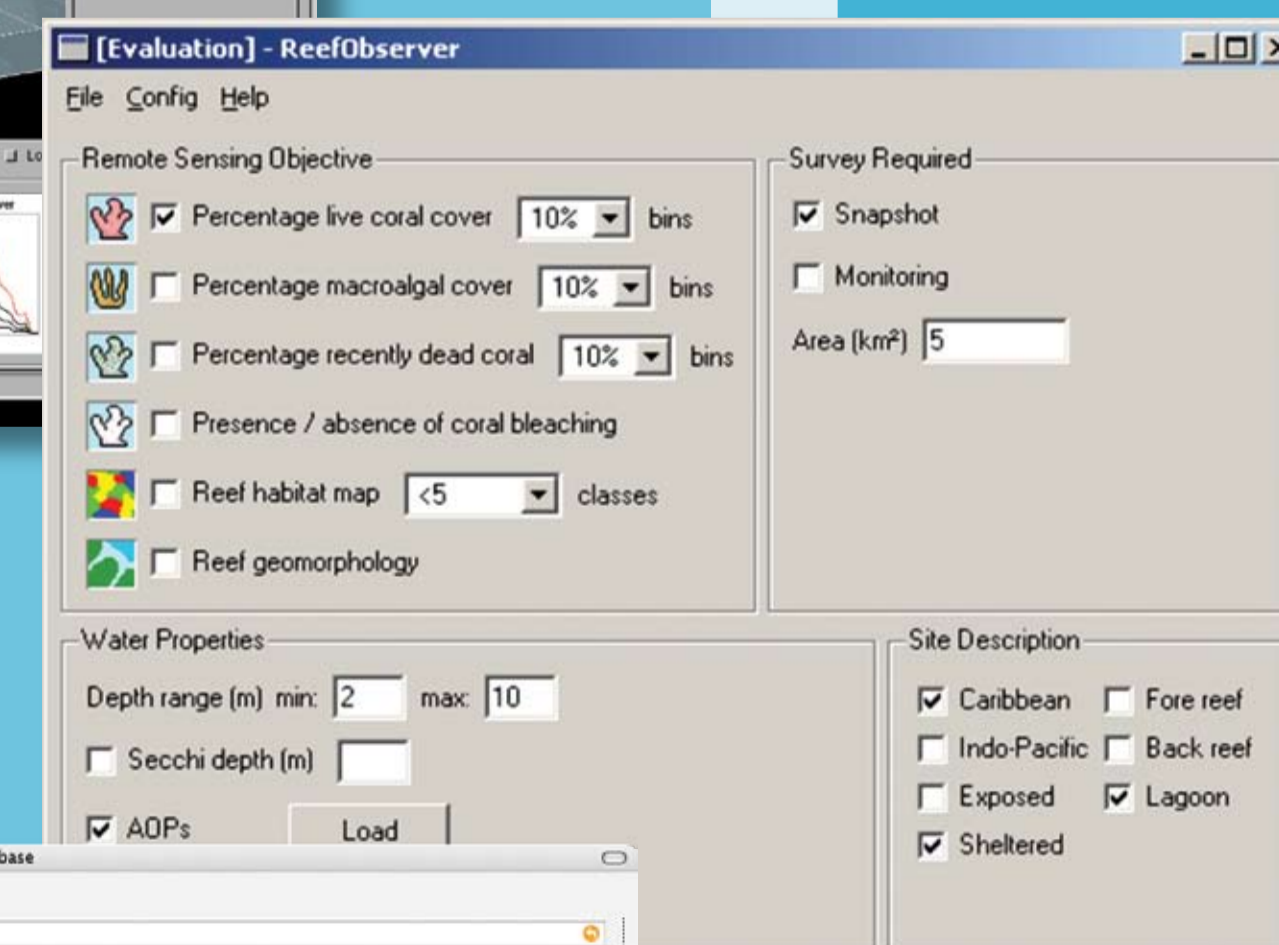 [Evaluation] - ReefObserver
File Config Help
Remote Sensing Objective
Percentage live coral cover 10% bins
Percentage macroalgal cover 10% bins
Percentage recently dead coral 10% bins
Presence / absence of coral bleaching
Reef habitat map <5 classes
Reef geomorphology
Survey Required
Snapshot
Monitoring
Area (km²) 5
Water Properties
Depth range (m) min: 2 max: 10
Secchi depth (m)
AOPs Load
Site Description
Caribbean Fore reef
Indo-Pacific Back reef
Exposed Lagoon
Sheltered
base